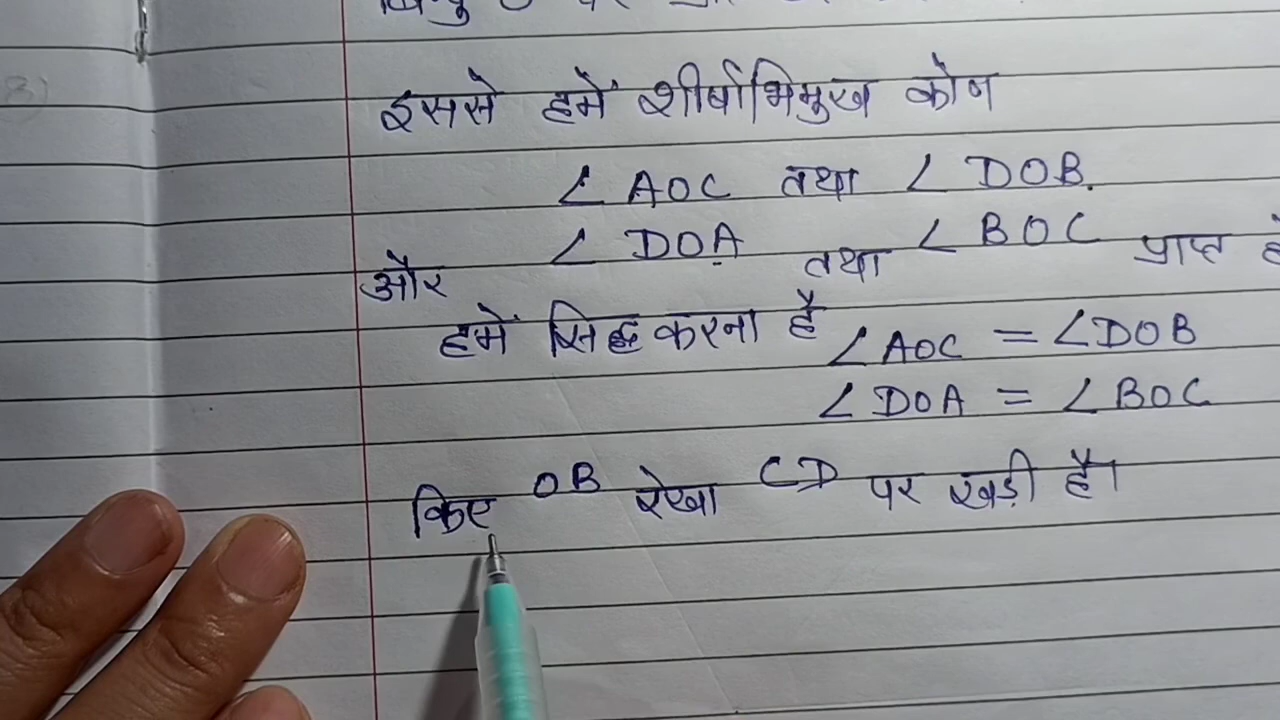 इससे हमें शीर्षाभिमुख कोण
∠ AOC तथा ∠ DOB.
∠ DOA तथा ∠ BOC प्राप्त
और
हमें सिद्ध करना है ∠AOC = ∠DOB
∠ DOA = ∠ BOC
किए OB रेखा CD पर खड़ी है।